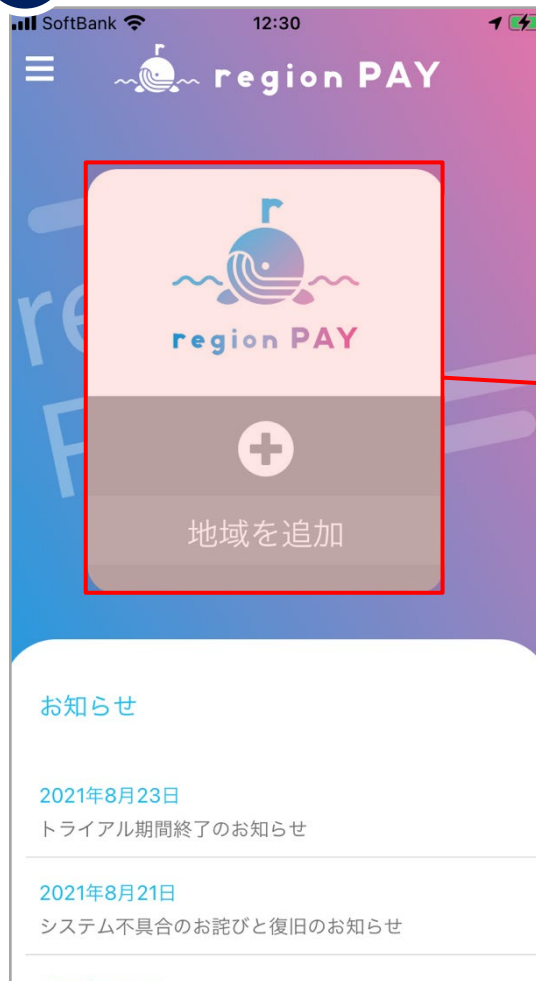 SoftBank 12:30
region PAY
re
P
r
region PAY
地域を追加
お知らせ
2021年8月23日
トライアル期間終了のお知らせ
2021年8月21日
システム不具合のお詫びと復旧のお知らせ